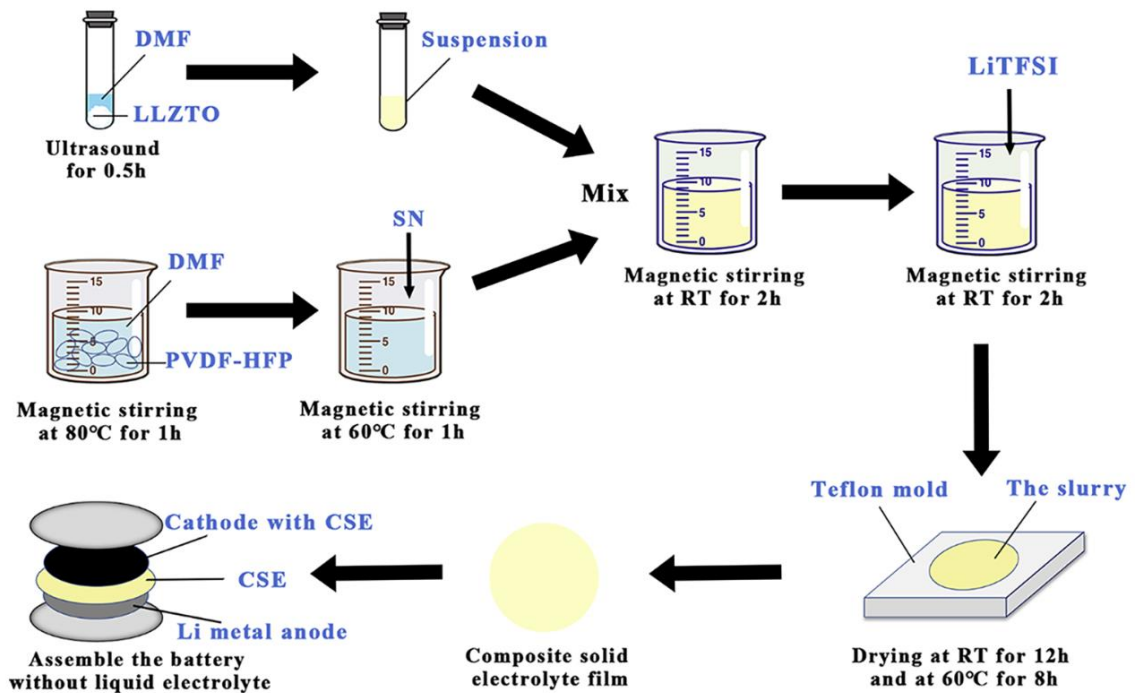 DMF
LLZTO
Ultrasound
for 0.5h
Suspension
Mix
15
10
5
0
Magnetic stirring
at RT for 2h
LiTFSI
15
10
5
0
Magnetic stirring
at RT for 2h
DMF
15
10
5
0
PVDF-HFP
Magnetic stirring
at 80℃ for 1h
SN
15
10
5
0
Magnetic stirring
at 60℃ for 1h
Teflon mold
The slurry
Drying at RT for 12h
and at 60℃ for 8h
Composite solid
electrolyte film
Cathode with CSE
CSE
Li metal anode
Assemble the battery
without liquid electrolyte